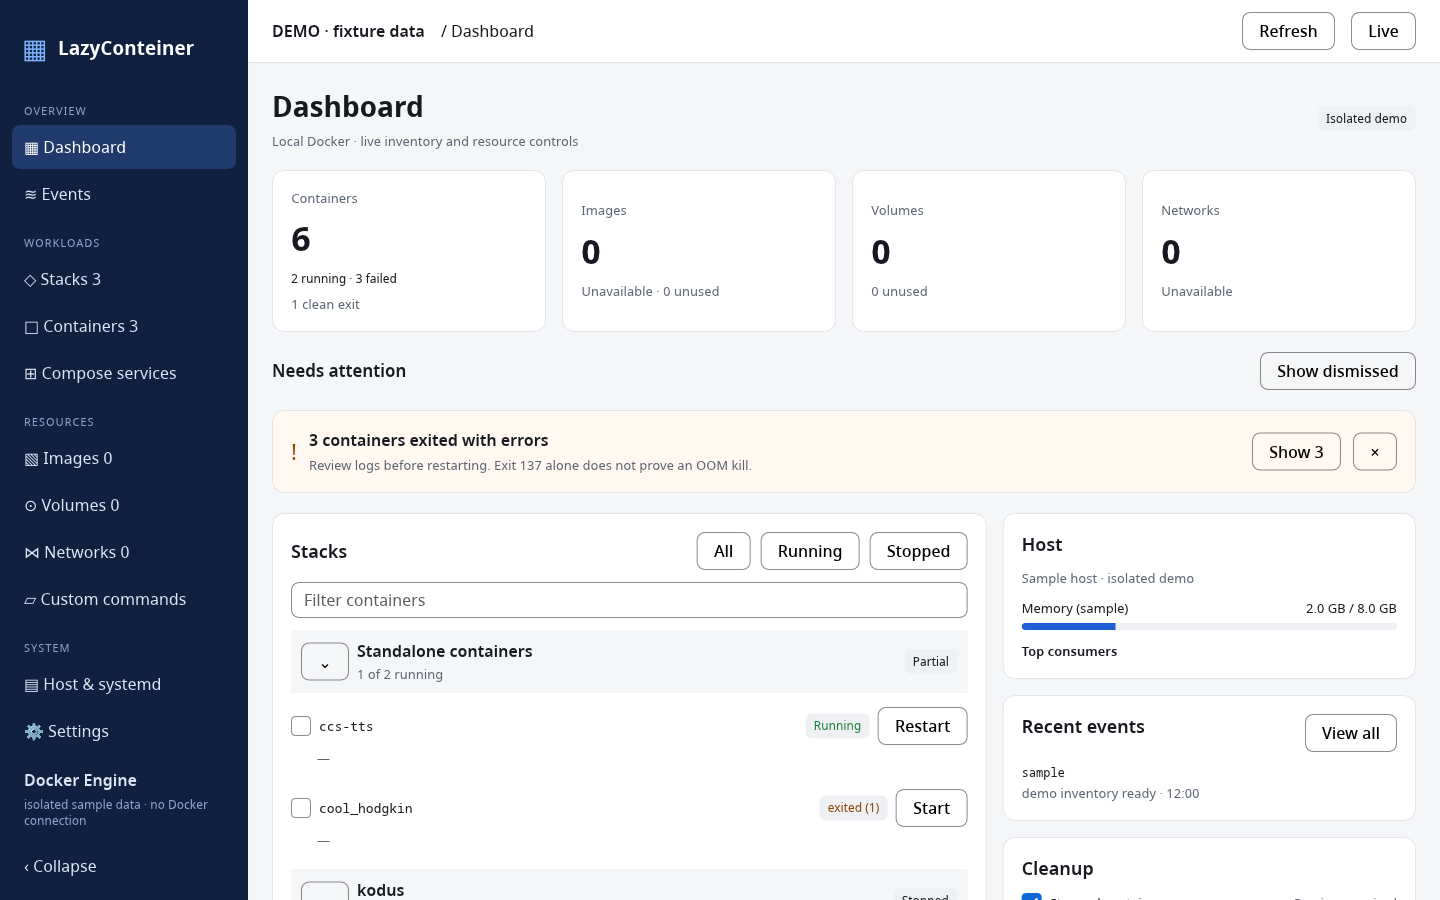 LazyConteiner
OVERVIEW
Dashboard
Events
WORKLOADS
Stacks 3
Containers 3
Compose services
RESOURCES
Images 0
Volumes 0
Networks 0
Custom commands
SYSTEM
Host & systemd
Settings
Docker Engine
isolated sample data · no Docker
connection
‹ Collapse
DEMO · fixture data / Dashboard
Refresh
Live
Dashboard
Local Docker · live inventory and resource controls
Isolated demo
Containers
6
2 running · 3 failed
1 clean exit
Images
0
Unavailable · 0 unused
Volumes
0
0 unused
Networks
0
Unavailable
Needs attention
Show dismissed
! 3 containers exited with errors
Review logs before restarting. Exit 137 alone does not prove an OOM kill.
Show 3
×
Stacks
All
Running
Stopped
Filter containers
Standalone containers
1 of 2 running
Partial
ccs-tts
Running
Restart
—
cool_hodgkin
exited (1)
Start
—
kodus
Host
Sample host · isolated demo
Memory (sample) 2.0 GB / 8.0 GB
Top consumers
Recent events
View all
sample
demo inventory ready · 12:00
Cleanup